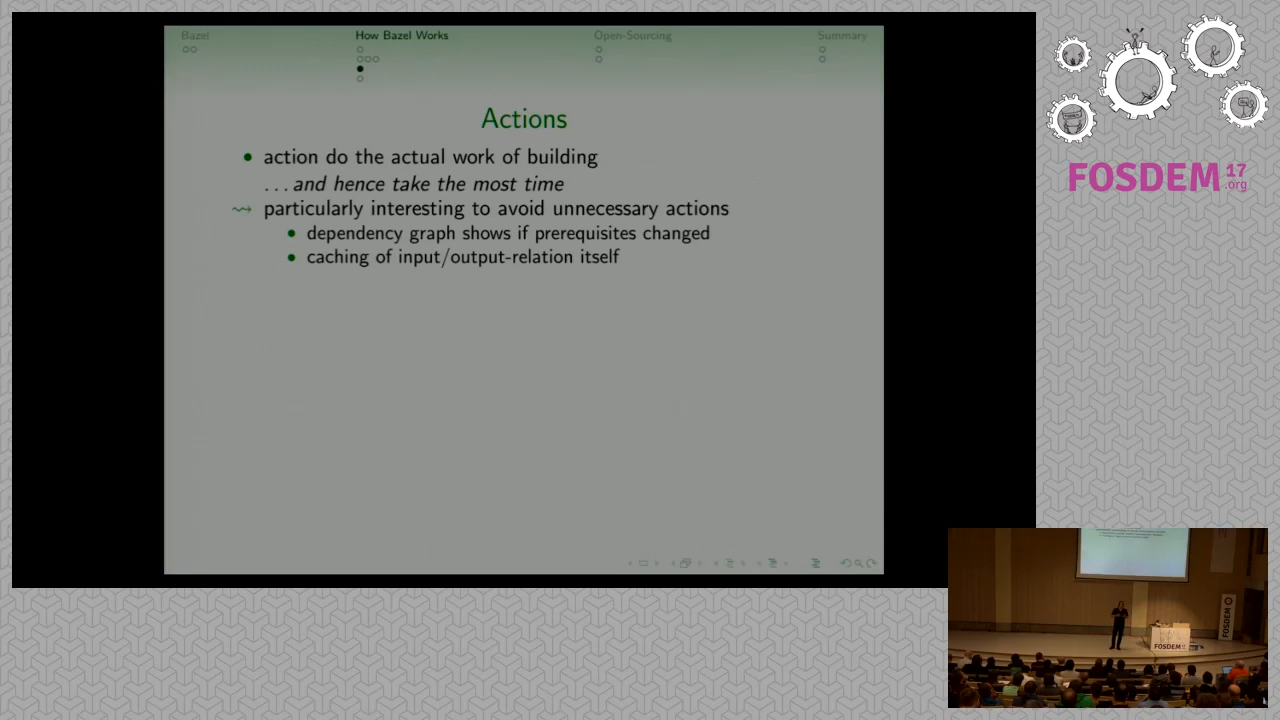 Bazel
How Bazel Works
Open-Sourcing
Summary
Actions
• action do the actual work of building
. . . and hence take the most time
⇝ particularly interesting to avoid unnecessary actions
• dependency graph shows if prerequisites changed
• caching of input/output-relation itself
FOSDEM 17
.org
FOSDEM
FOSDEM